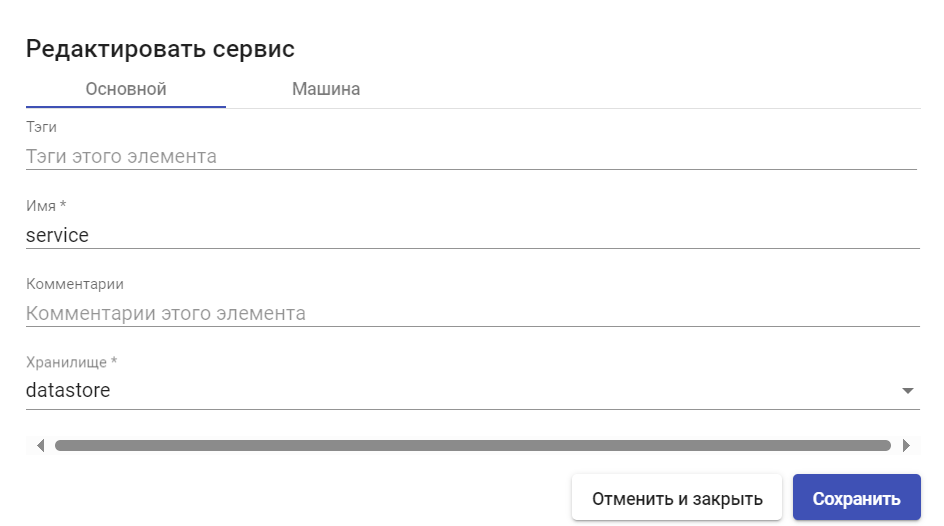 Редактировать сервис
Основной Машина
Тэги
Тэги этого элемента
Имя *
service
Комментарии
Комментарии этого элемента
Хранилище *
datastore
Отменить и закрыть Сохранить